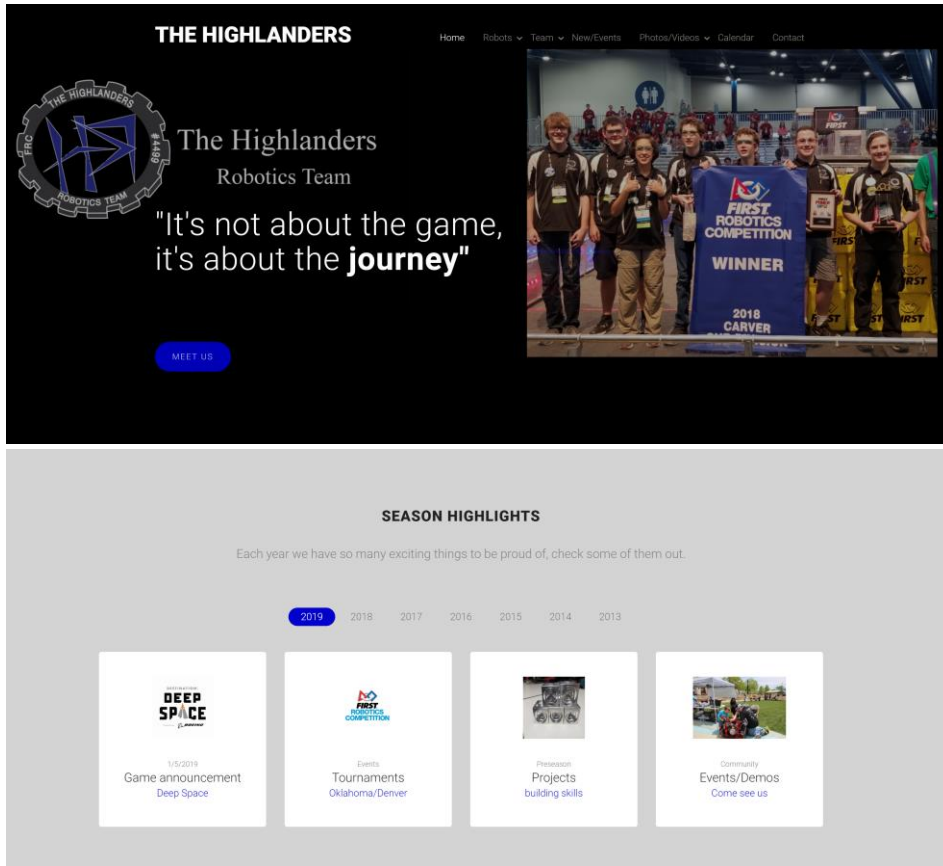 THE HIGHLANDERS
Home Robots Team New/Events Photos/Videos Calendar Contact
THE HIGHLANDERS
FRC #4499
ROBOTICS TEAM
The Highlanders
Robotics Team
"It's not about the game,
it's about the journey"
MEET US
FIRST
FIRST
ROBOTICS
COMPETITION
WINNER
2018
CARVER
FIRST
FIRST
SEASON HIGHLIGHTS
Each year we have so many exciting things to be proud of, check some of them out.
2019 2018 2017 2016 2015 2014 2013
DEEP
SPACE
BOEING
FIRST
ROBOTICS
COMPETITION
1/5/2019
Game announcement
Deep Space
Events
Tournaments
Oklahoma/Denver
Preseason
Projects
building skills
Community
Events/Demos
Come see us